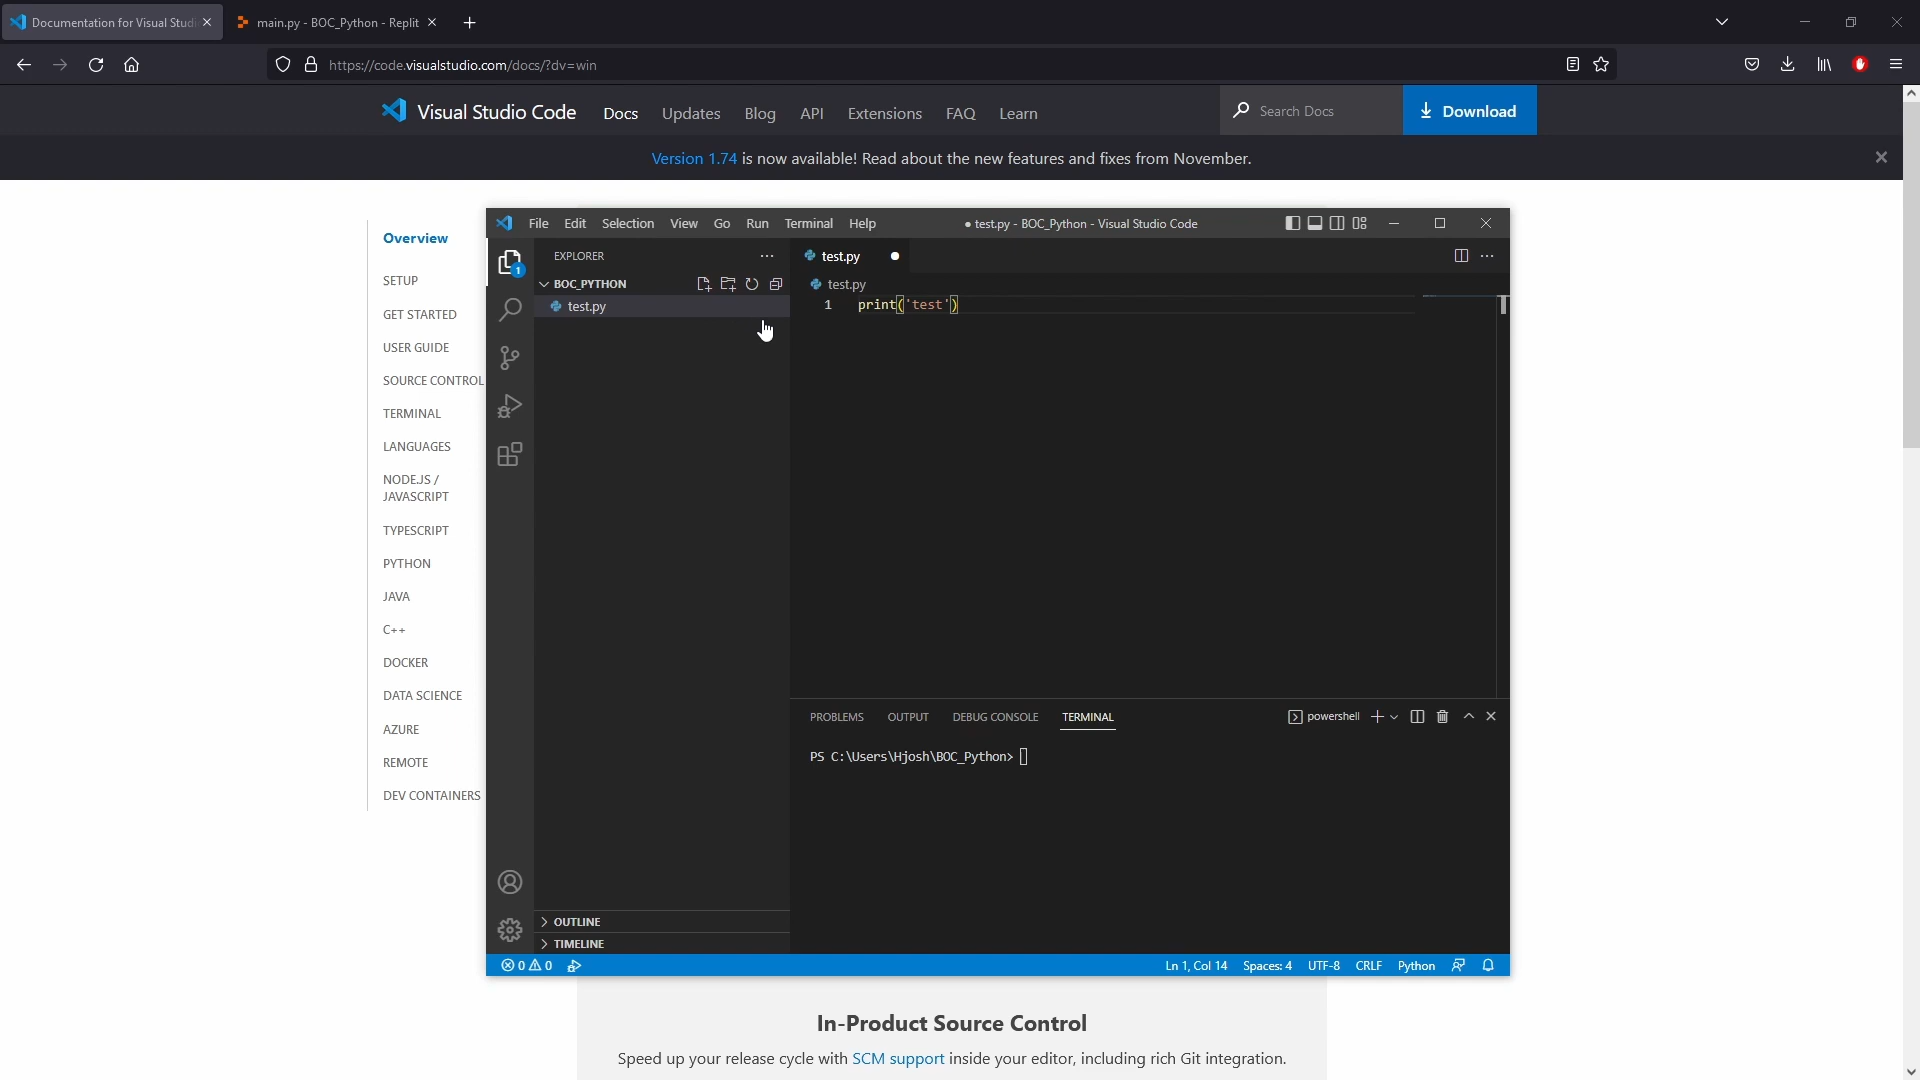 Documentation for Visual Studi
main.py - BOC_Python - Replit
https://code.visualstudio.com/docs/?dv=win
Visual Studio Code
Docs
Updates
Blog
API
Extensions
FAQ
Learn
Search Docs
Download
Version 1.74 is now available! Read about the new features and fixes from November.
Overview
SETUP
GET STARTED
USER GUIDE
SOURCE CONTROL
TERMINAL
LANGUAGES
NODE.JS /
JAVASCRIPT
TYPESCRIPT
PYTHON
JAVA
C++
DOCKER
DATA SCIENCE
AZURE
REMOTE
DEV CONTAINERS
File Edit Selection View Go Run Terminal Help
● test.py - BOC_Python - Visual Studio Code
EXPLORER
1
BOC_PYTHON
test.py
test.py
test.py
1 print('test')
PROBLEMS OUTPUT DEBUG CONSOLE TERMINAL
powershell
PS C:\Users\Hjosh\BOC_Python>
OUTLINE
TIMELINE
0 0
Ln 1, Col 14 Spaces: 4 UTF-8 CRLF Python
In-Product Source Control
Speed up your release cycle with SCM support inside your editor, including rich Git integration.